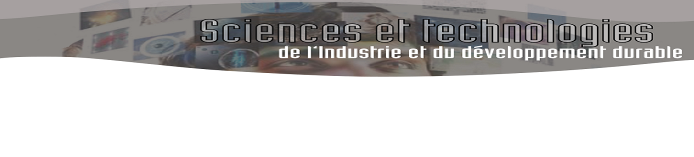 Sciences et technologies
de l'Industrie et du développement durable